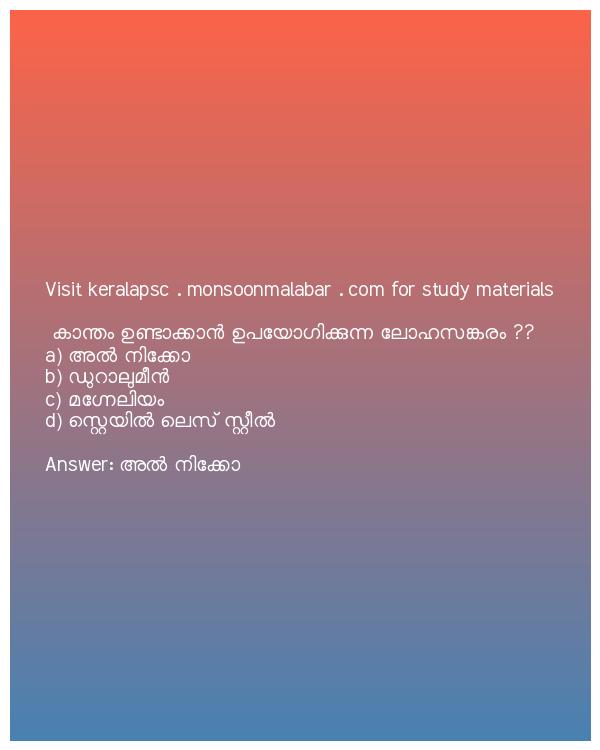 Visit keralapsc . monsoonmalabar . com for study materials
കാന്തം ഉണ്ടാക്കാൻ ഉപയോഗിക്കുന്ന ലോഹസങ്കരം ??
a) അൽ നിക്കോ
b) ഡുറാലുമീൻ
c) മഗ്നേലിയം
d) സ്റ്റെയിൽ ലെസ് സ്റ്റീൽ
Answer: അൽ നിക്കോ